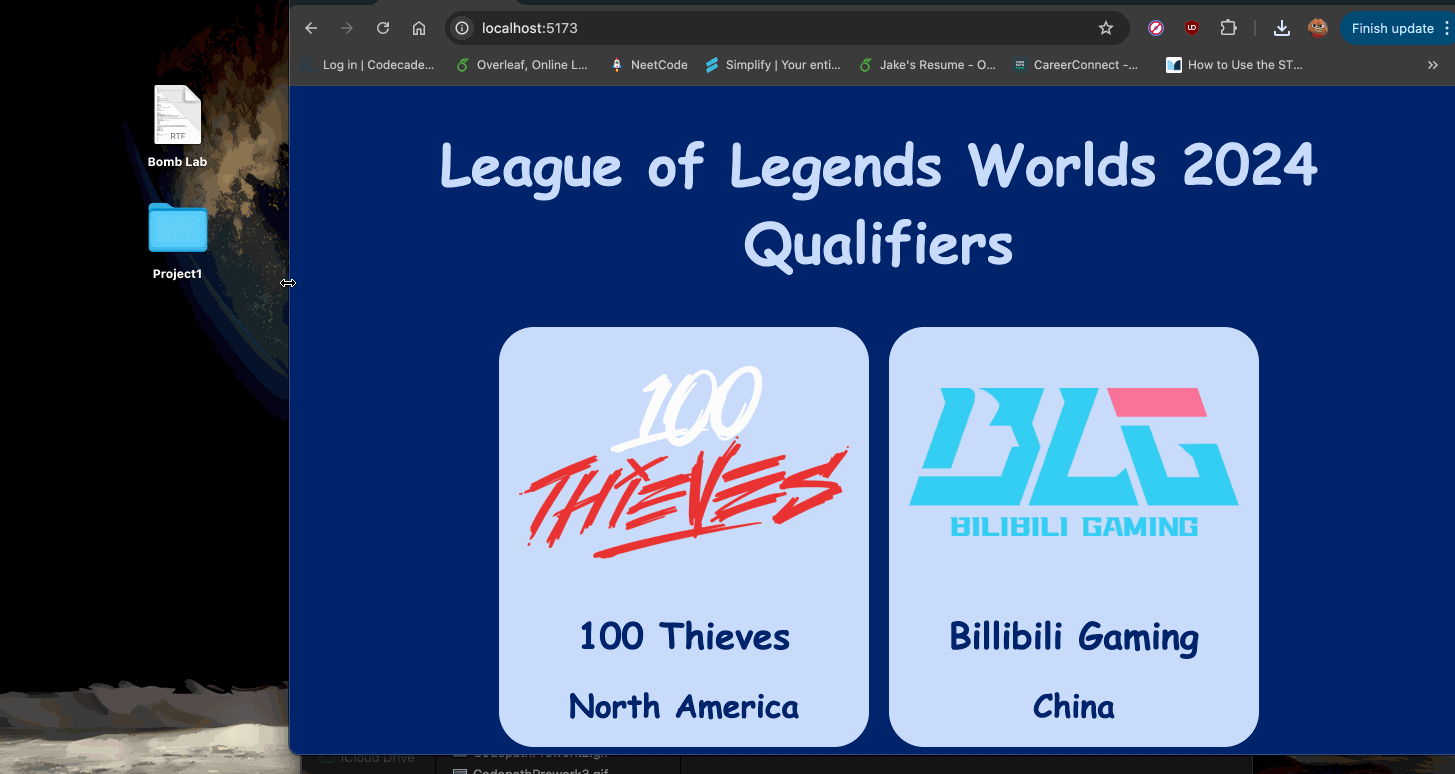 localhost:5173
Finish update
Log in | Codecade...
Overleaf, Online L...
NeetCode
Simplify | Your enti...
Jake's Resume - O...
CareerConnect -...
How to Use the ST...
RTF
Bomb Lab
Project1
League of Legends Worlds 2024
Qualifiers
100
THIEVES
BLG
BILIBILI GAMING
100 Thieves
North America
Billibili Gaming
China
iCloud Drive